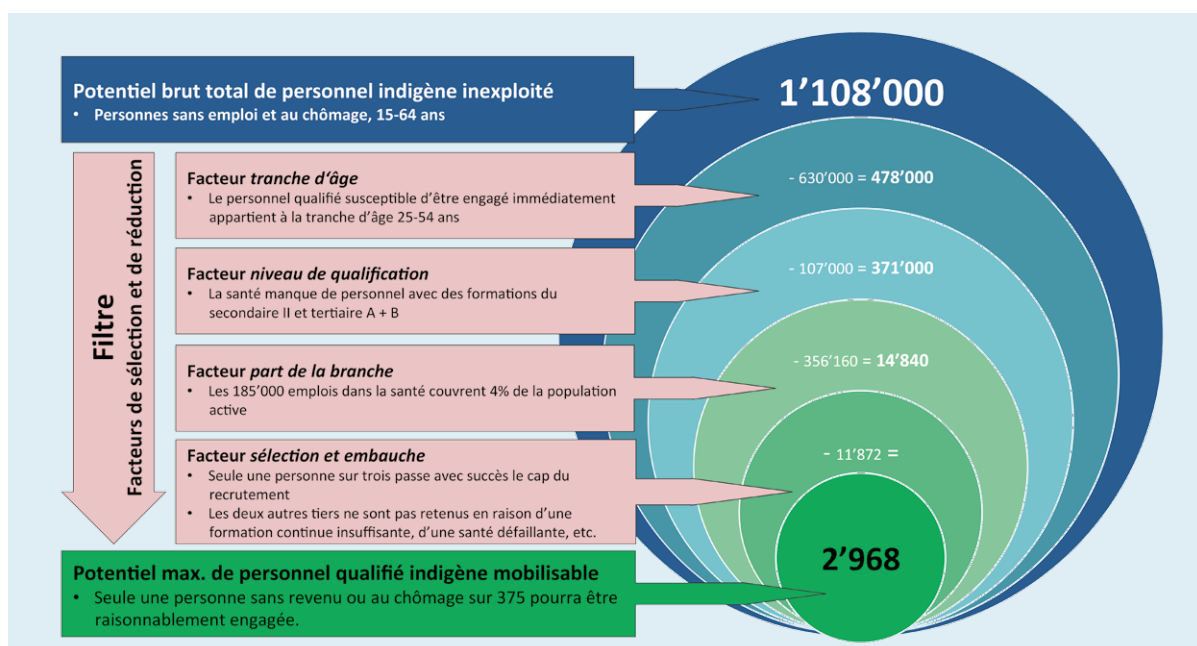 Potentiel brut total de personnel indigène inexploité
• Personnes sans emploi et au chômage, 15-64 ans
1’108’000
Filtre
Facteurs de sélection et de réduction
Facteur tranche d‘âge
• Le personnel qualifié susceptible d’être engagé immédiatement
appartient à la tranche d’âge 25-54 ans
- 630’000 = 478’000
Facteur niveau de qualification
• La santé manque de personnel avec des formations du
secondaire II et tertiaire A + B
- 107’000 = 371’000
Facteur part de la branche
• Les 185’000 emplois dans la santé couvrent 4% de la population
active
- 356’160 = 14’840
Facteur sélection et embauche
• Seule une personne sur trois passe avec succès le cap du
recrutement
• Les deux autres tiers ne sont pas retenus en raison d’une
formation continue insuffisante, d’une santé défaillante, etc.
- 11’872 =
Potentiel max. de personnel qualifié indigène mobilisable
• Seule une personne sans revenu ou au chômage sur 375 pourra être
raisonnablement engagée.
2’968